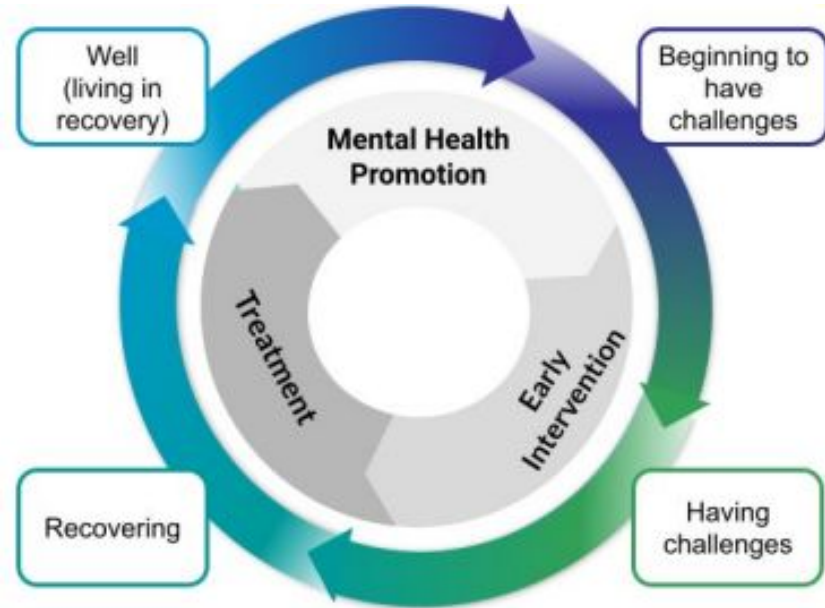 Well
(living in
recovery)
Beginning to
have
challenges
Mental Health
Promotion
Treatment
Early
Intervention
Recovering
Having
challenges